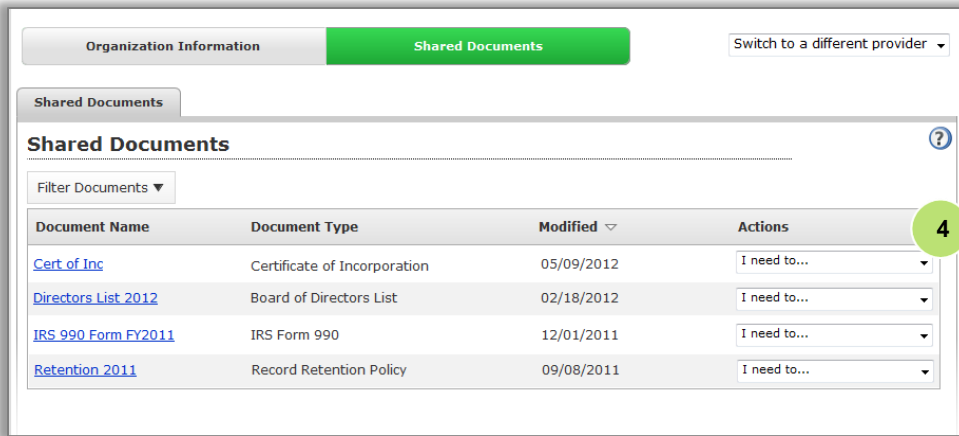 Organization Information Shared Documents Switch to a different provider
Shared Documents
Shared Documents ?
Filter Documents ▼
Document Name Document Type Modified ▽ Actions 4
Cert of Inc Certificate of Incorporation 05/09/2012 I need to...
Directors List 2012 Board of Directors List 02/18/2012 I need to...
IRS 990 Form FY2011 IRS Form 990 12/01/2011 I need to...
Retention 2011 Record Retention Policy 09/08/2011 I need to...